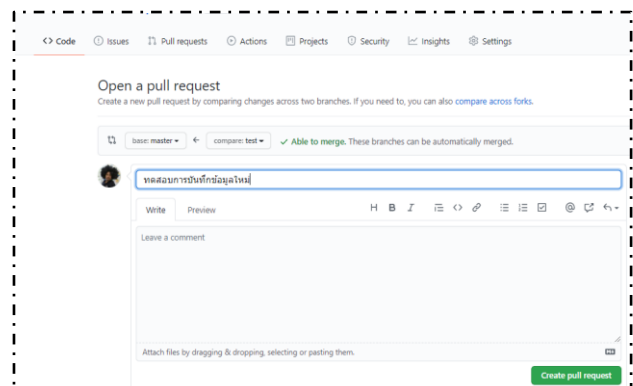 <> Code Issues Pull requests Actions Projects Security Insights Settings
Open a pull request
Create a new pull request by comparing changes across two branches. If you need to, you can also compare across forks.
base: master ← compare: test ✓ Able to merge. These branches can be automatically merged.
ทดสอบการบันทึกข้อมูลใหม่
Write Preview H B I
Leave a comment
Attach files by dragging & dropping, selecting or pasting them.
Create pull request